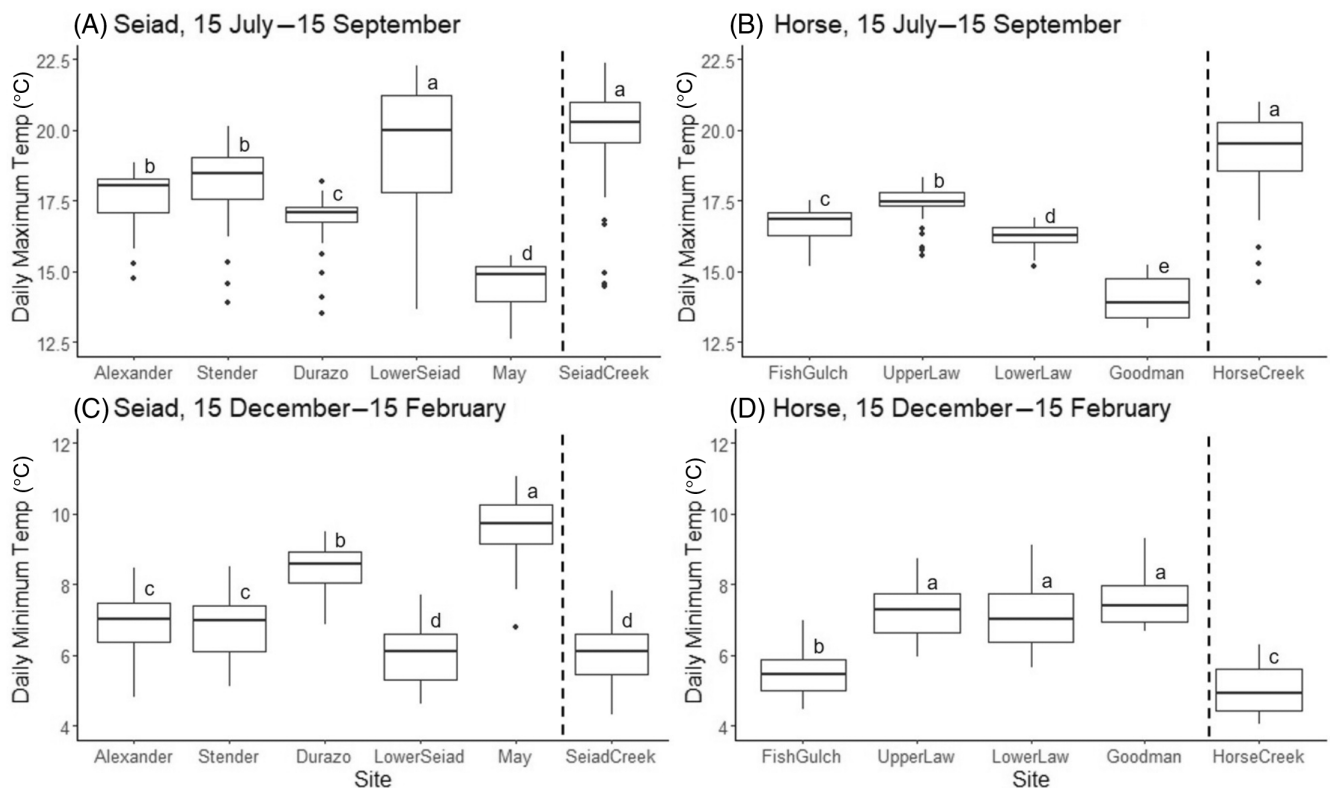 (A) Seiad, 15 July—15 September
Daily Maximum Temp (°C)
22.5
20.0
17.5
15.0
12.5
b
b
c
a
d
a
Alexander Stender Durazo LowerSeiad May SeiadCreek
(B) Horse, 15 July—15 September
Daily Maximum Temp (°C)
22.5
20.0
17.5
15.0
12.5
c
b
d
e
a
FishGulch UpperLaw LowerLaw Goodman HorseCreek
(C) Seiad, 15 December—15 February
Daily Minimum Temp (°C)
12
10
8
6
4
c
c
b
d
a
d
Alexander Stender Durazo LowerSeiad May SeiadCreek
Site
(D) Horse, 15 December—15 February
Daily Minimum Temp (°C)
12
10
8
6
4
b
a
a
a
c
FishGulch UpperLaw LowerLaw Goodman HorseCreek
Site